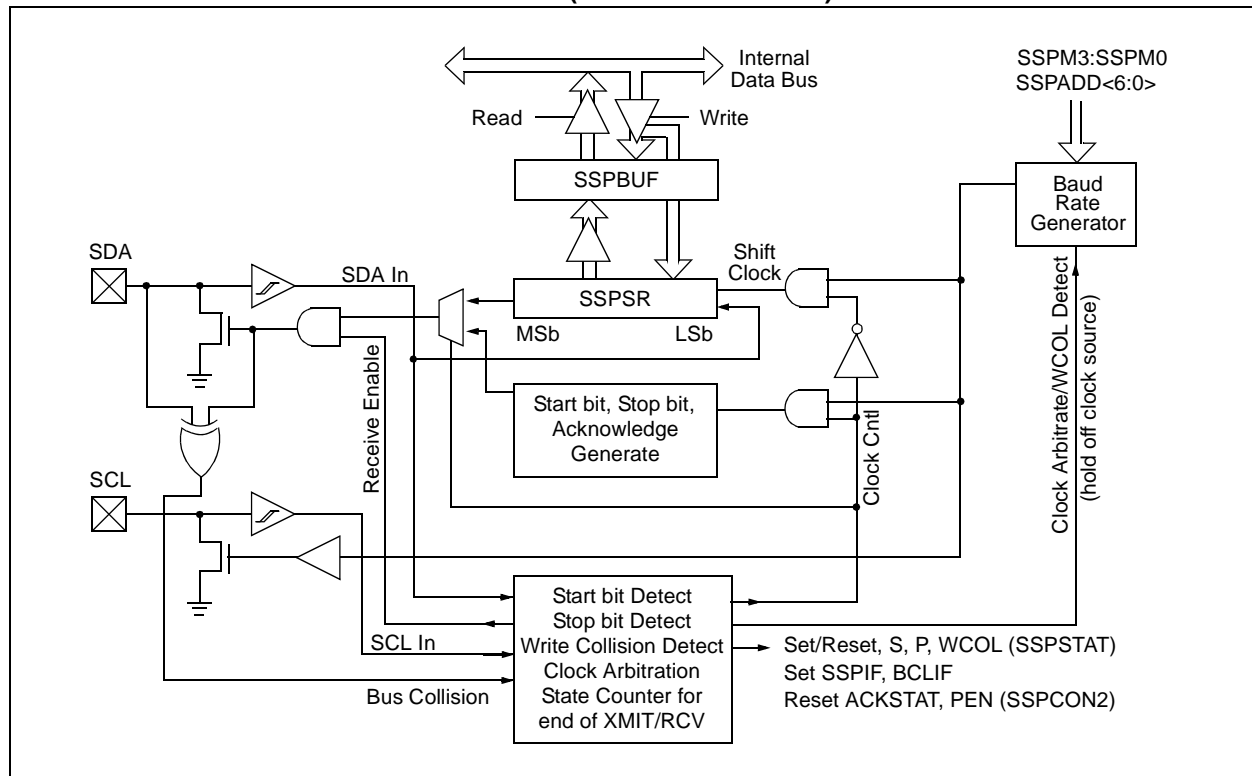 Internal
Data Bus
SSPM3:SSPM0
SSPADD<6:0>
Read
Write
SSPBUF
Baud
Rate
Generator
SDA
SDA In
Shift
Clock
SSPSR
MSb
LSb
Receive Enable
Start bit, Stop bit,
Acknowledge
Generate
Clock Cntl
Clock Arbitrate/WCOL Detect
(hold off clock source)
SCL
SCL In
Bus Collision
Start bit Detect
Stop bit Detect
Write Collision Detect
Clock Arbitration
State Counter for
end of XMIT/RCV
Set/Reset, S, P, WCOL (SSPSTAT)
Set SSPIF, BCLIF
Reset ACKSTAT, PEN (SSPCON2)